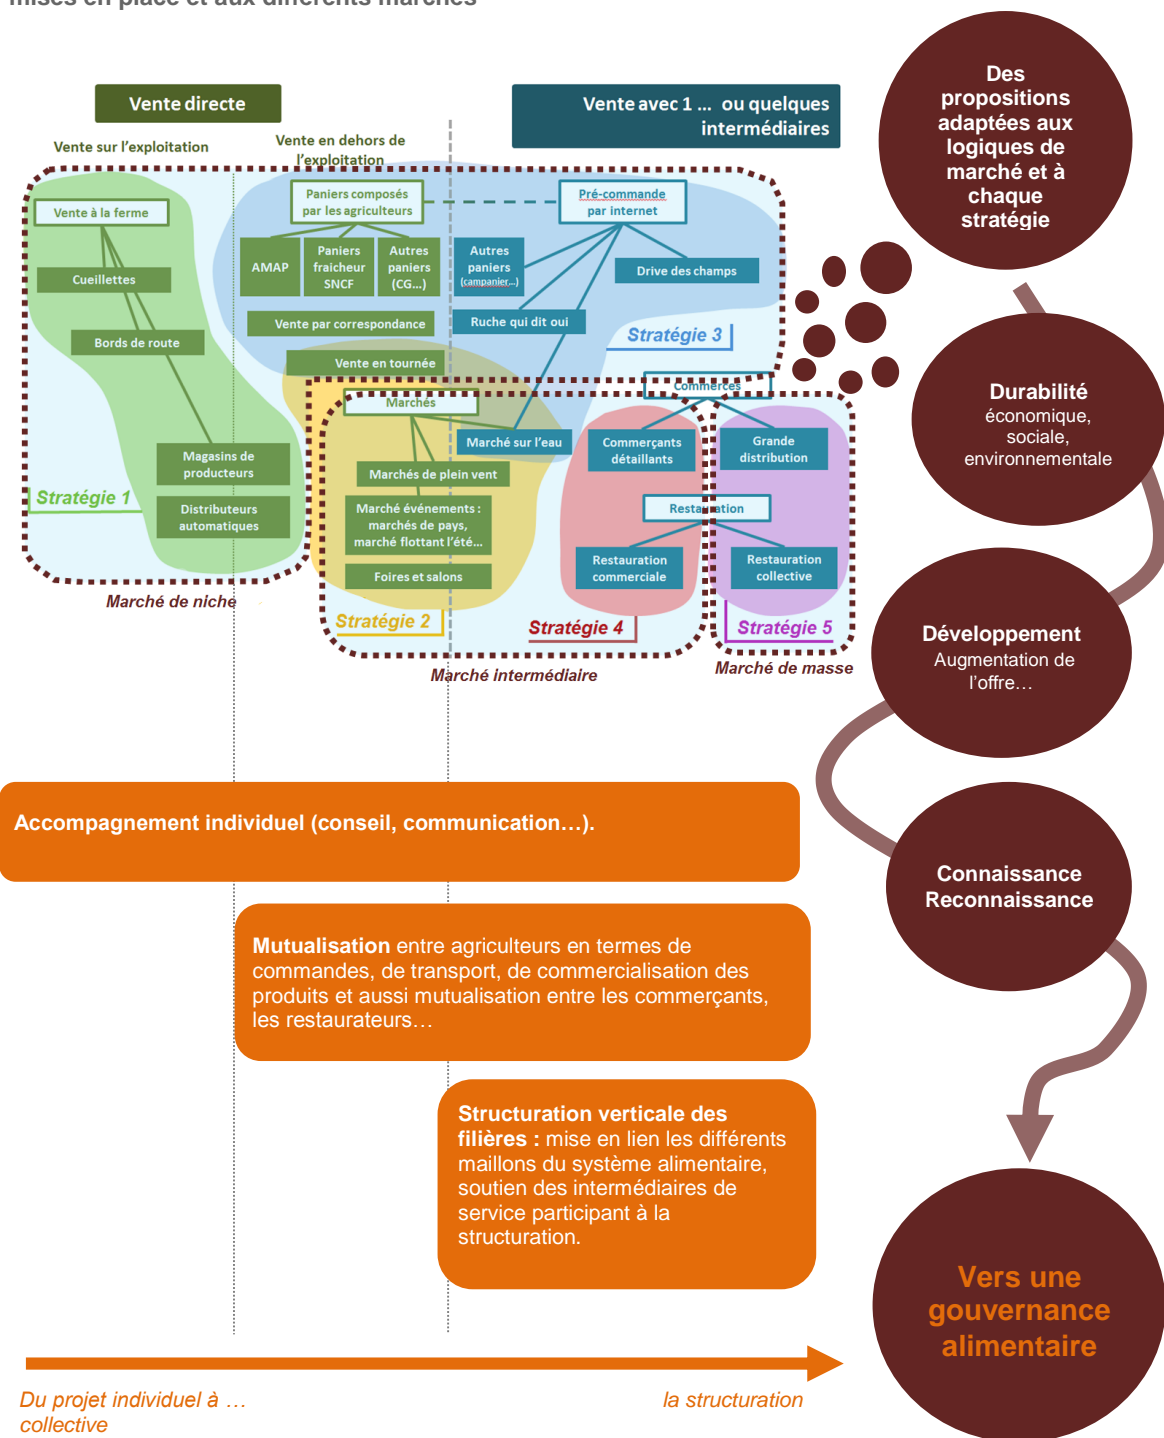 mises en place et aux différents marchés
Vente directe
Vente avec 1 ... ou quelques
intermédiaires
Vente sur l'exploitation
Vente en dehors de
l'exploitation
Vente à la ferme
Cueillettes
Bords de route
Magasins de
producteurs
Distributeurs
automatiques
Stratégie 1
Marché de niche
Paniers composés
par les agriculteurs
AMAP
Paniers
fraicheur
SNCF
Autres
paniers
(CG...)
Vente par correspondance
Vente en tournée
Pré-commande
par internet
Autres
paniers
(campanier...)
Drive des champs
Ruche qui dit oui
Stratégie 3
Marchés
Marché sur l'eau
Marchés de plein vent
Marché événements :
marchés de pays,
marché flottant l'été...
Foires et salons
Stratégie 2
Commerces
Commerçants
détaillants
Grande
distribution
Restauration
Restauration
commerciale
Restauration
collective
Stratégie 4
Stratégie 5
Marché intermédiaire
Marché de masse
Des
propositions
adaptées aux
logiques de
marché et à
chaque
stratégie
Durabilité
économique,
sociale,
environnementale
Développement
Augmentation de
l'offre…
Connaissance
Reconnaissance
Vers une
gouvernance
alimentaire
Accompagnement individuel (conseil, communication…).
Mutualisation entre agriculteurs en termes de
commandes, de transport, de commercialisation des
produits et aussi mutualisation entre les commerçants,
les restaurateurs…
Structuration verticale des
filières : mise en lien les différents
maillons du système alimentaire,
soutien des intermédiaires de
service participant à la
structuration.
Du projet individuel à … la structuration
collective